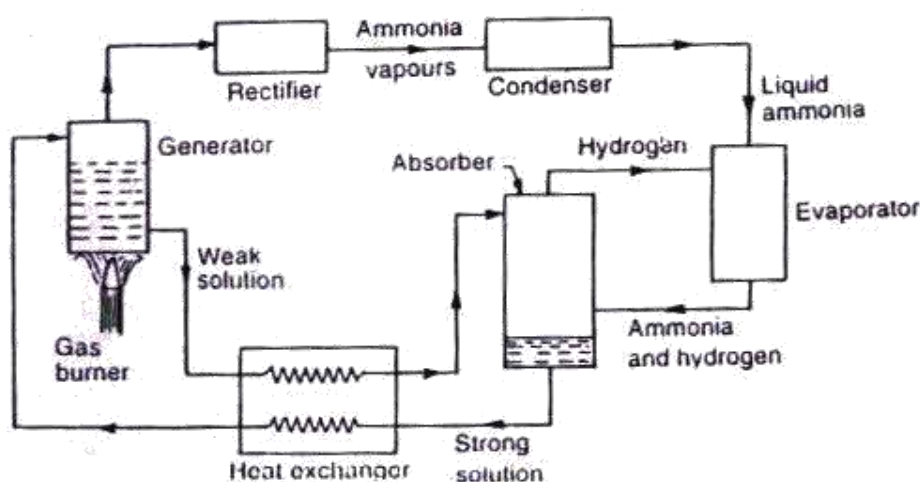 Ammonia
vapours
Rectifier
Condenser
Liquid
ammonia
Generator
Absorber
Hydrogen
Evaporator
Weak
solution
Gas
burner
Ammonia
and hydrogen
Strong
solution
Heat exchanger